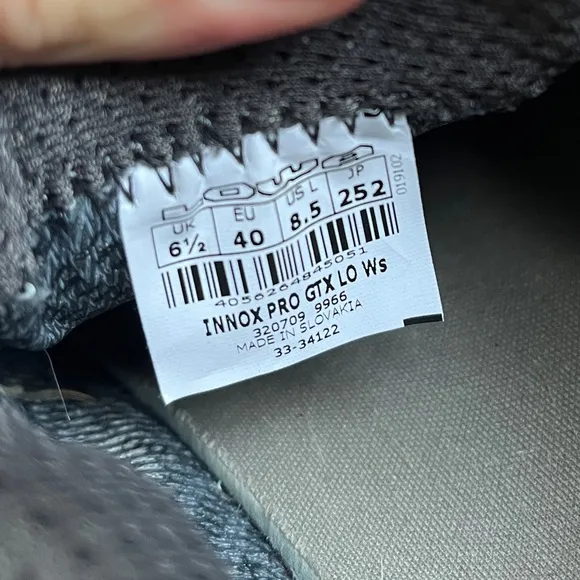 LOWA
UK EU US L JP
6½ 40 8.5 252
019102
4056264845051
INNOX PRO GTX LO Ws
320709 9966
MADE IN SLOVAKIA
33-34122